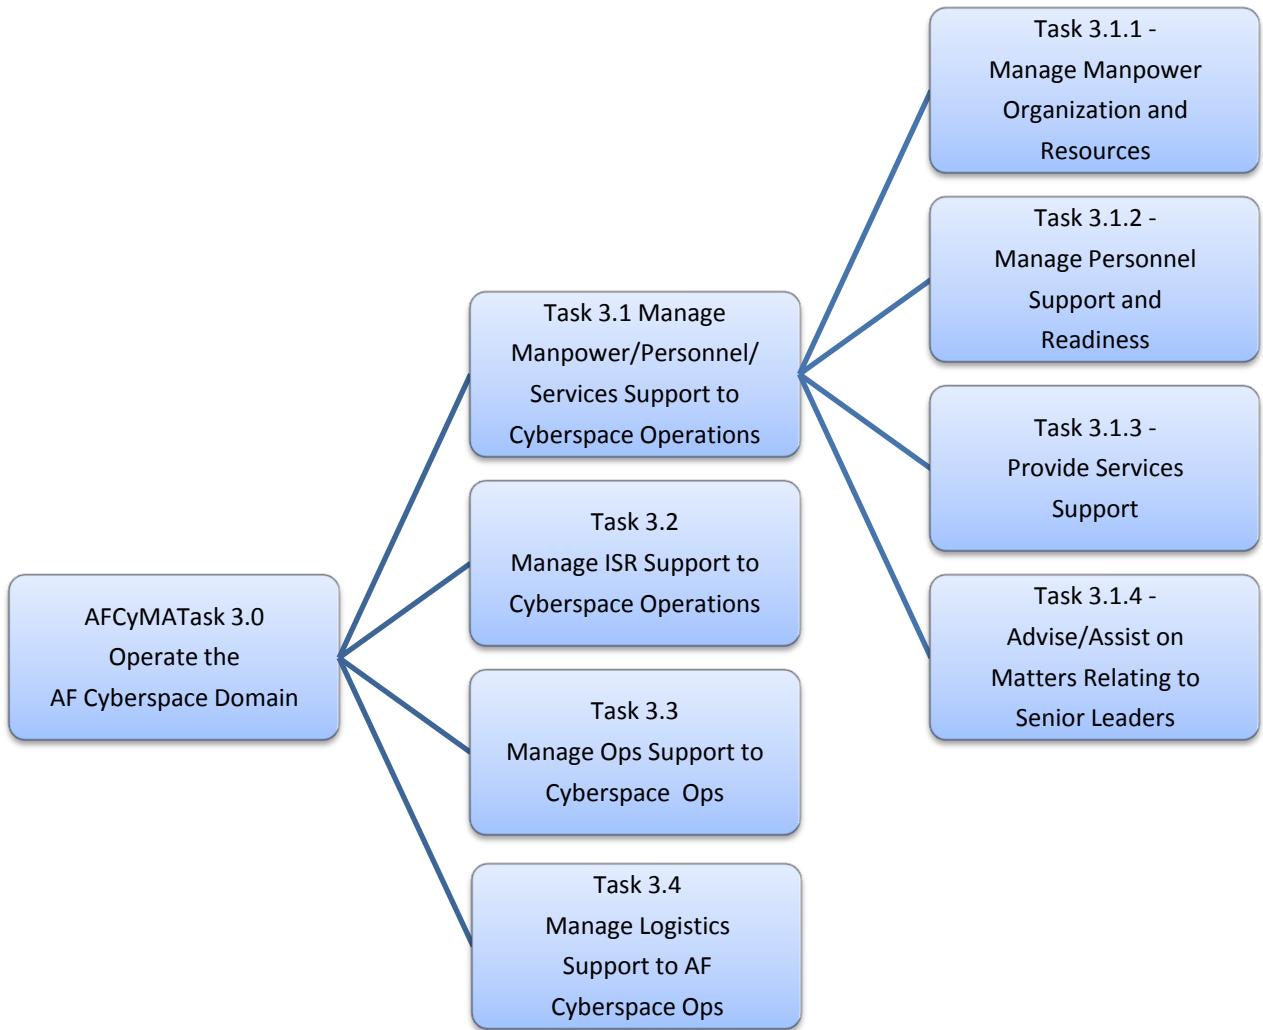 AFCyMATask 3.0
Operate the
AF Cyberspace Domain
Task 3.1 Manage
Manpower/Personnel/
Services Support to
Cyberspace Operations
Task 3.2
Manage ISR Support to
Cyberspace Operations
Task 3.3
Manage Ops Support to
Cyberspace  Ops
Task 3.4
Manage Logistics
Support to AF
Cyberspace Ops
Task 3.1.1 -
Manage Manpower
Organization and
Resources
Task 3.1.2 -
Manage Personnel
Support and
Readiness
Task 3.1.3 -
Provide Services
Support
Task 3.1.4 -
Advise/Assist on
Matters Relating to
Senior Leaders